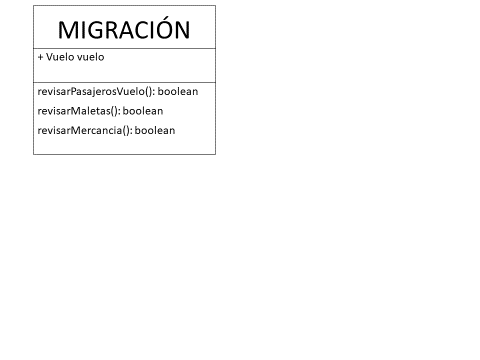 MIGRACIÓN
+ Vuelo vuelo
revisarPasajerosVuelo(): boolean
revisarMaletas(): boolean
revisarMercancia(): boolean